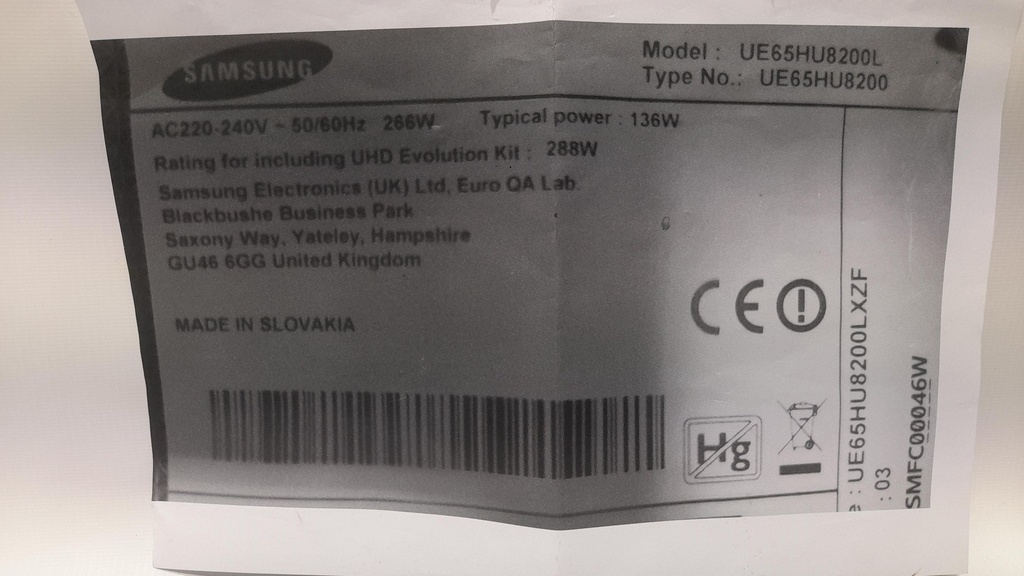 SAMSUNG
Model : UE65HU8200L
Type No.: UE65HU8200
AC220-240V ~ 50/60Hz 266W Typical power : 136W
Rating for including UHD Evolution Kit : 288W
Samsung Electronics (UK) Ltd, Euro QA Lab.
Blackbushe Business Park
Saxony Way, Yateley, Hampshire
GU46 6GG United Kingdom
MADE IN SLOVAKIA
CE
Hg
e : UE65HU8200LXZF
: 03
SMFC00046W